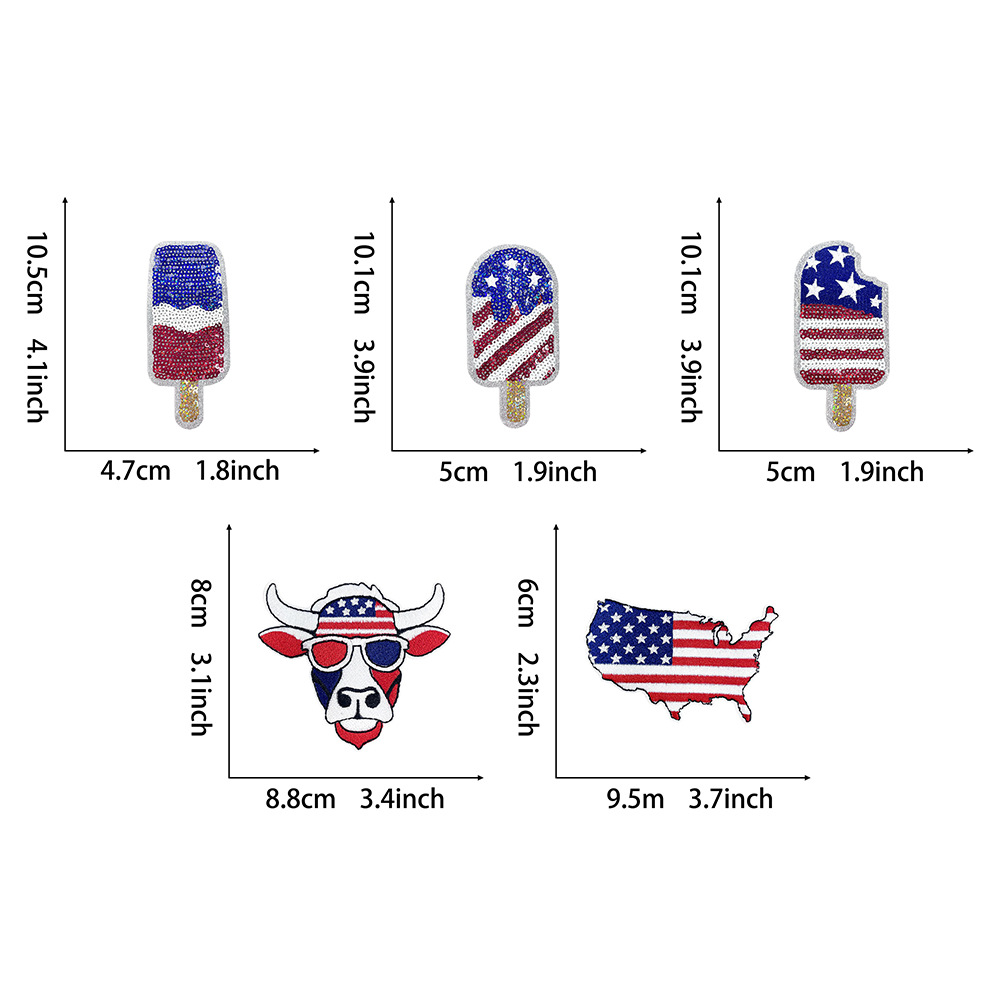 10.5cm 4.1inch
4.7cm 1.8inch
10.1cm 3.9inch
5cm 1.9inch
10.1cm 3.9inch
5cm 1.9inch
8cm 3.1inch
8.8cm 3.4inch
6cm 2.3inch
9.5m 3.7inch